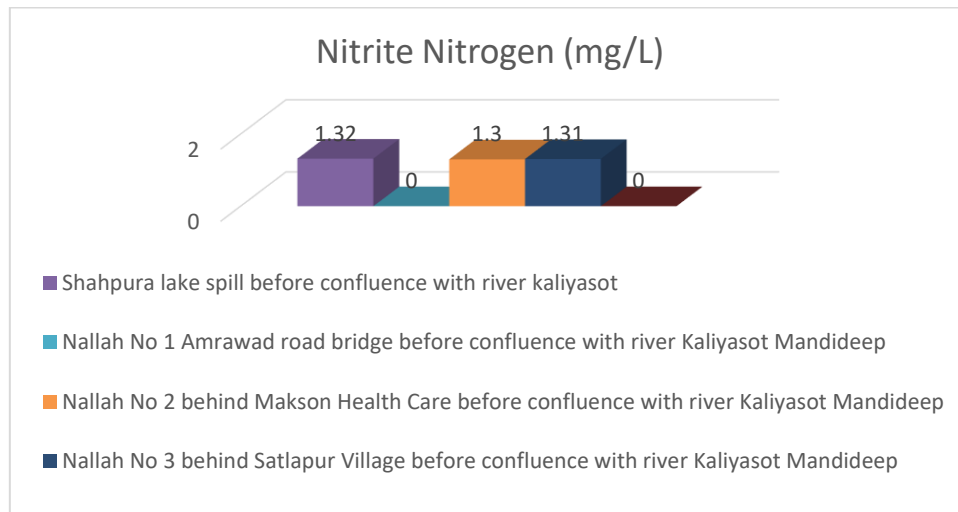 Nitrite Nitrogen (mg/L)
1.32
1.3
1.31
2
0
0
0
Shahpura lake spill before confluence with river kaliyasot
Nallah No 1 Amrawad road bridge before confluence with river Kaliyasot Mandideep
Nallah No 2 behind Makson Health Care before confluence with river Kaliyasot Mandideep
Nallah No 3 behind Satlapur Village before confluence with river Kaliyasot Mandideep